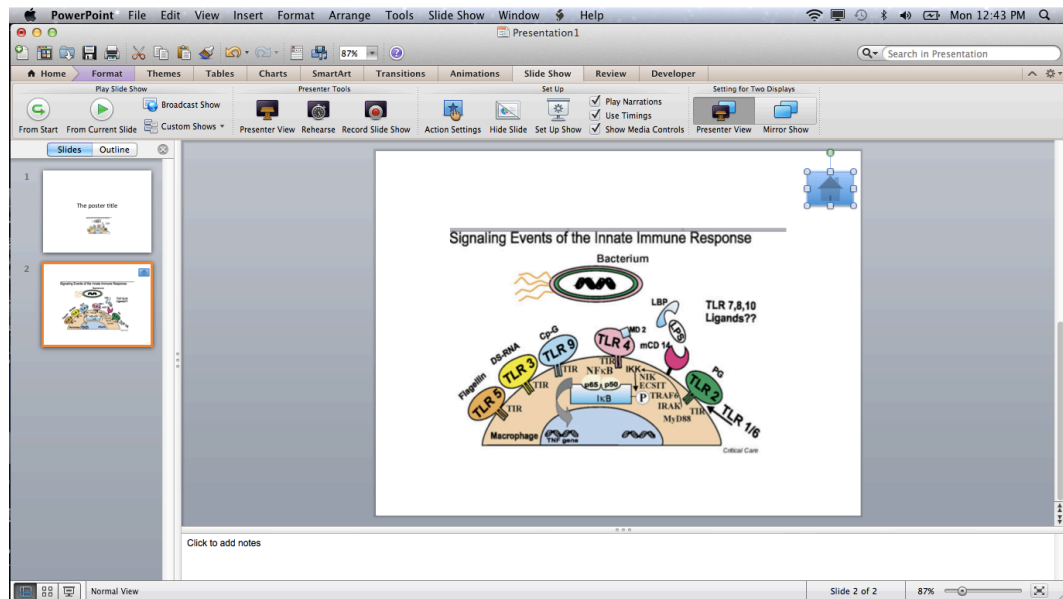 PowerPoint File Edit View Insert Format Arrange Tools Slide Show Window Help Mon 12:43 PM
Presentation1
87% Search in Presentation
Home Format Themes Tables Charts SmartArt Transitions Animations Slide Show Review Developer
Play Slide Show Presenter Tools Set Up Setting for Two Displays
Broadcast Show
Custom Shows
Play Narrations
Use Timings
Show Media Controls
From Start From Current Slide Presenter View Rehearse Record Slide Show Action Settings Hide Slide Set Up Show Presenter View Mirror Show
Slides Outline
1
The poster title
2
Signaling Events of the Innate Immune Response
Bacterium
Signaling Events of the Innate Immune Response
Bacterium
LBP
TLR 7,8,10
Ligands??
LPS
MD 2
mCD 14
Cp-G
TLR 9
TLR 4
DS-RNA
TLR 3
Flagellin
TLR 5
PG
TLR 2
TLR 1/6
TIR
TIR
TIR
TIR
TIR
NFκB
IKK
NIK
ECSIT
TRAF6
IRAK
MyD88
p65 p50
IκB
P
Macrophage
TNF gene
Critical Care
Click to add notes
Normal View Slide 2 of 2 87%